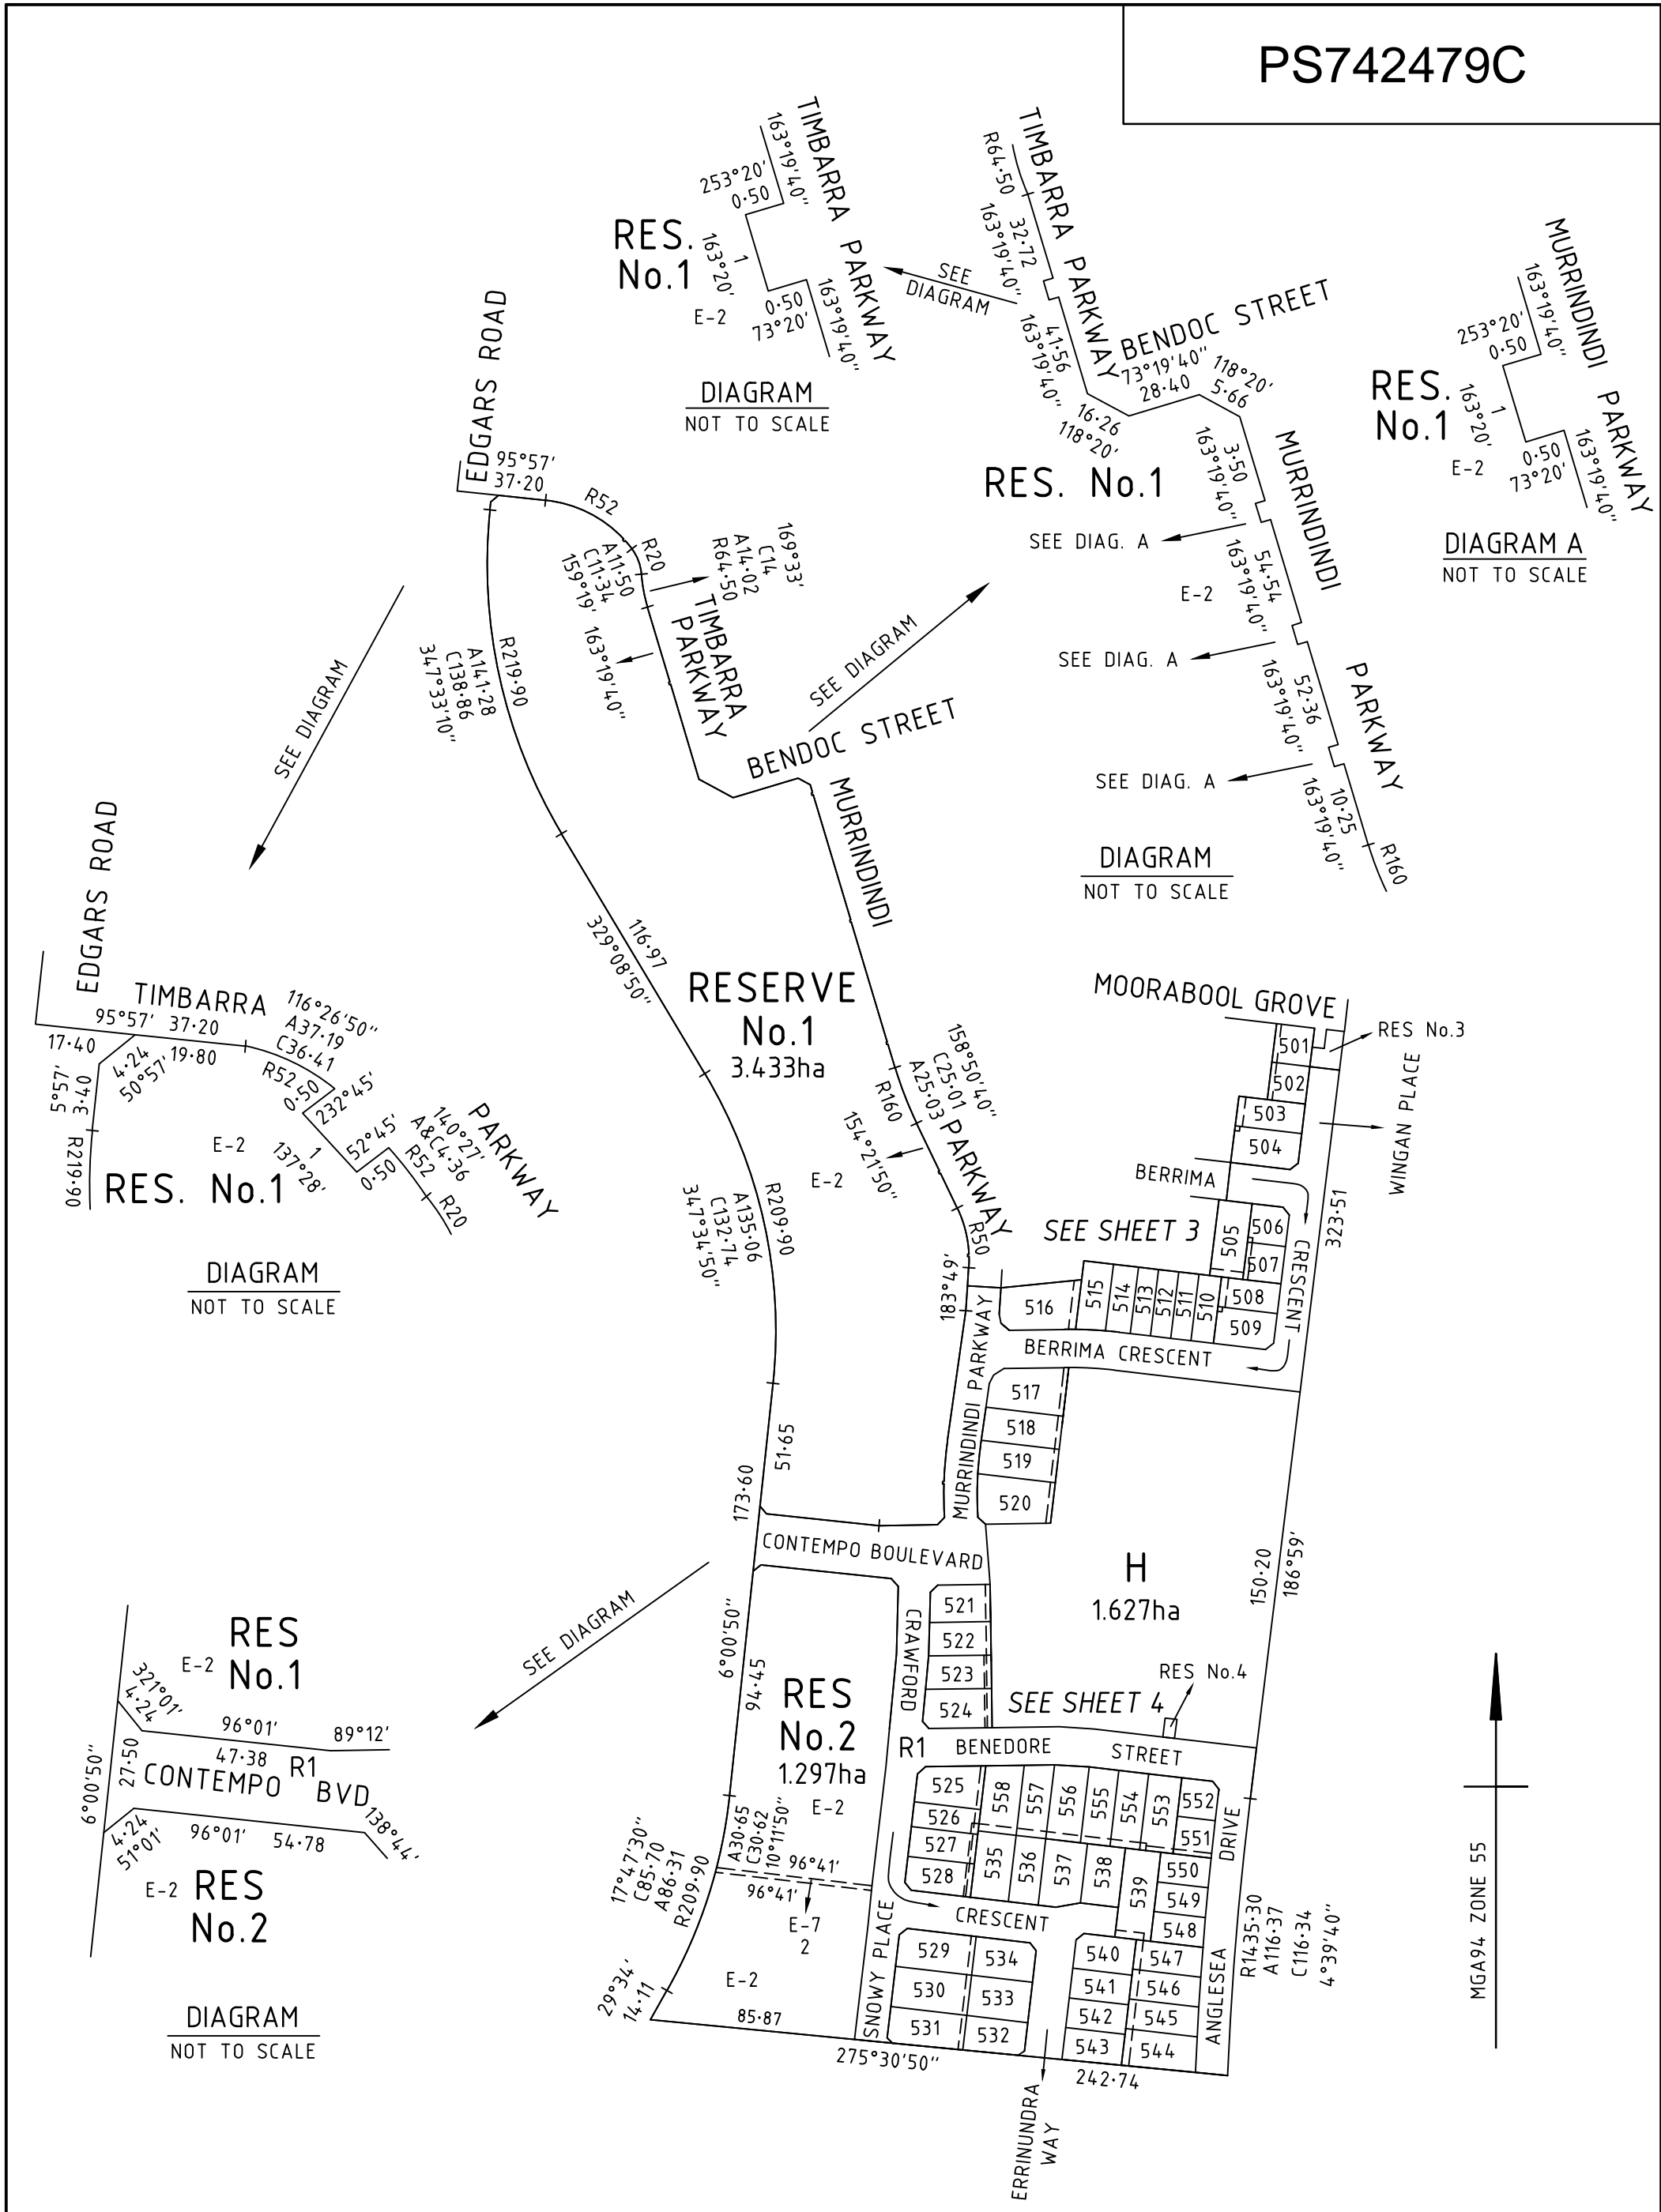 PS742479C
TIMBARRA PARKWAY
163°19'40"
253°20'
0·50
RES.
No.1
163°20'
1
E-2
0·50
73°20'
163°19'40"
DIAGRAM
NOT TO SCALE
TIMBARRA PARKWAY
R64·50
32·72
163°19'40"
SEE
DIAGRAM
41·56
163°19'40"
BENDOC STREET
73°19'40"
28·40
118°20'
5·66
16·26
118°20'
RES. No.1
3·50
163°19'40"
MURRINDINDI
SEE DIAG. A
54·54
163°19'40"
E-2
SEE DIAG. A
52·36
163°19'40"
PARKWAY
SEE DIAG. A
10·25
163°19'40"
R160
DIAGRAM
NOT TO SCALE
MURRINDINDI PARKWAY
163°19'40"
253°20'
0·50
RES.
No.1
163°20'
1
E-2
0·50
73°20'
163°19'40"
DIAGRAM A
NOT TO SCALE
EDGARS ROAD
95°57'
37·20
R52
R20
A11·50
C11·34
159°19'
169°33'
C14
A14·02
R64·50
TIMBARRA
PARKWAY
163°19'40"
R219·90
A141·28
C138·86
347°33'10"
SEE DIAGRAM
SEE DIAGRAM
BENDOC STREET
MURRINDINDI
116·97
329°08'50"
RESERVE
No.1
3.433ha
158°50'40"
C25·01
A25·03
R160
PARKWAY
154°21'50"
E-2
R209·90
A135·06
C132·74
347°34'50"
R50
183°49'
EDGARS ROAD
TIMBARRA
95°57' 37·20
116°26'50"
A37·19
C36·41
17·40
4·24
50°57'
19·80
R52
0·50
232°45'
5°57'
3·40
R219·90
E-2
1
137°28'
52°45'
0·50
140°27'
A&C4·36
R52
PARKWAY
R20
RES. No.1
DIAGRAM
NOT TO SCALE
MOORABOOL GROVE
501
RES No.3
502
503
504
WINGAN PLACE
BERRIMA
323·51
SEE SHEET 3
505
506
507
CRESCENT
508
509
510
511
512
513
514
515
516
BERRIMA CRESCENT
MURRINDINDI PARKWAY
517
518
519
520
51·65
173·60
CONTEMPO BOULEVARD
H
1.627ha
150·20
186°59'
SEE DIAGRAM
6°00'50"
94·45
CRAWFORD
521
522
523
524
RES No.4
SEE SHEET 4
RES
No.2
1.297ha
E-2
R1
BENEDORE STREET
525
526
527
528
558
557
556
555
554
553
552
551
DRIVE
535
536
537
538
539
550
549
548
CRESCENT
A30·65
C30·62
10°11'50"
96°41'
96°41'
E-7
2
17°47'30"
C85·70
A86·31
R209·90
29°34'
14·11
E-2
85·87
SNOWY PLACE
529
530
531
534
533
532
540
541
542
543
547
546
545
544
ANGLESEA
R1435·30
A116·37
C116·34
4°39'40"
275°30'50"
242·74
ERRINUNDRA
WAY
RES
No.1
E-2
321°01'
4·24
96°01'
47·38
89°12'
R1
27·50
6°00'50"
CONTEMPO BVD
4·24
51°01'
96°01' 54·78
138°44'
E-2
RES
No.2
DIAGRAM
NOT TO SCALE
MGA94 ZONE 55